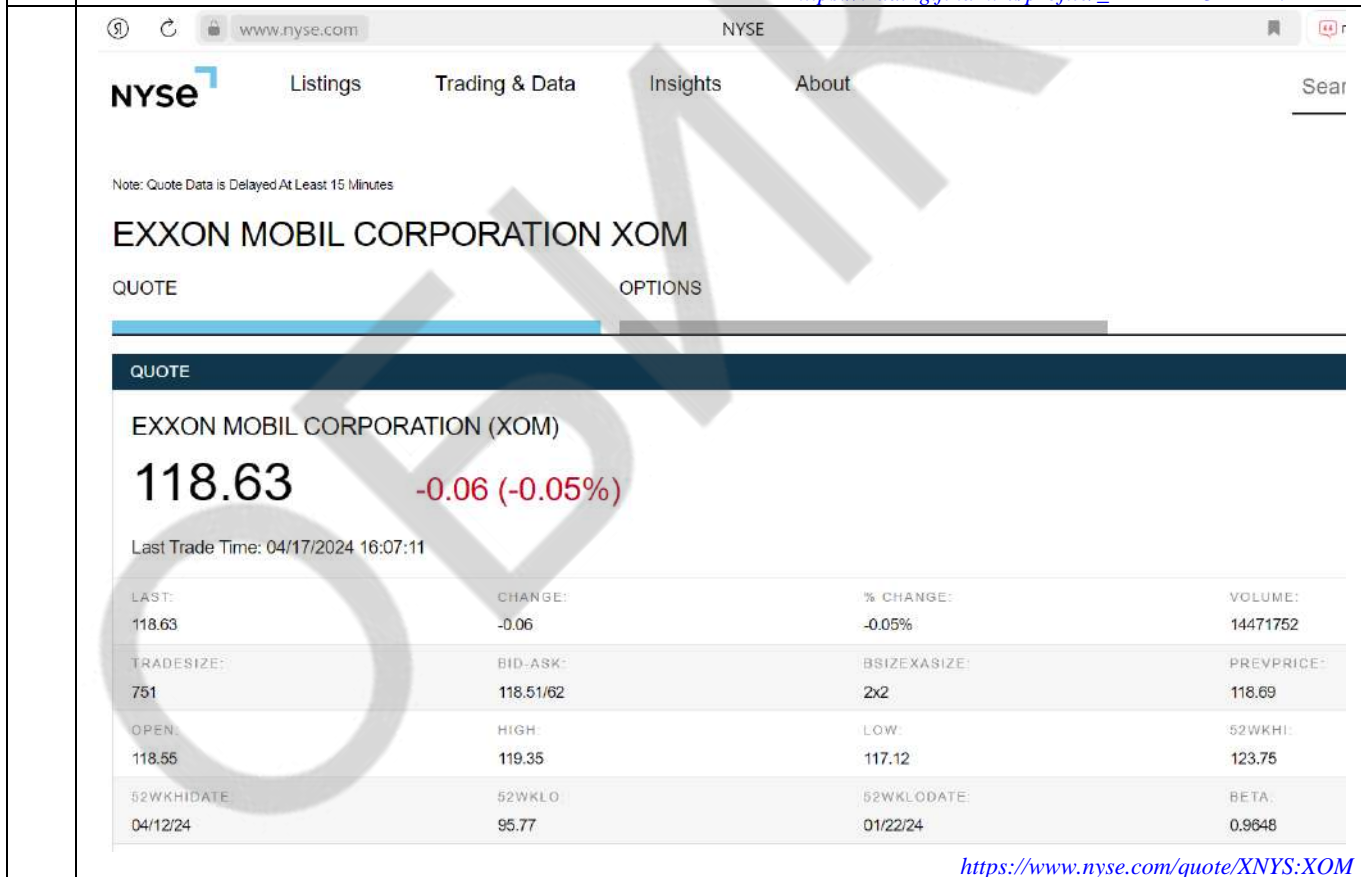 www.nyse.com NYSE
NYSE Listings Trading & Data Insights About Sear
Note: Quote Data is Delayed At Least 15 Minutes
EXXON MOBIL CORPORATION XOM
QUOTE OPTIONS
QUOTE
EXXON MOBIL CORPORATION (XOM)
118.63 -0.06 (-0.05%)
Last Trade Time: 04/17/2024 16:07:11
LAST: CHANGE: % CHANGE: VOLUME:
118.63 -0.06 -0.05% 14471752
TRADESIZE: BID-ASK: BSIZEXASIZE: PREVPRICE:
751 118.51/62 2x2 118.69
OPEN: HIGH: LOW: 52WKHI:
118.55 119.35 117.12 123.75
52WKHIDATE: 52WKLO: 52WKLODATE: BETA:
04/12/24 95.77 01/22/24 0.9648
https://www.nyse.com/quote/XNYS:XOM
ОБМК